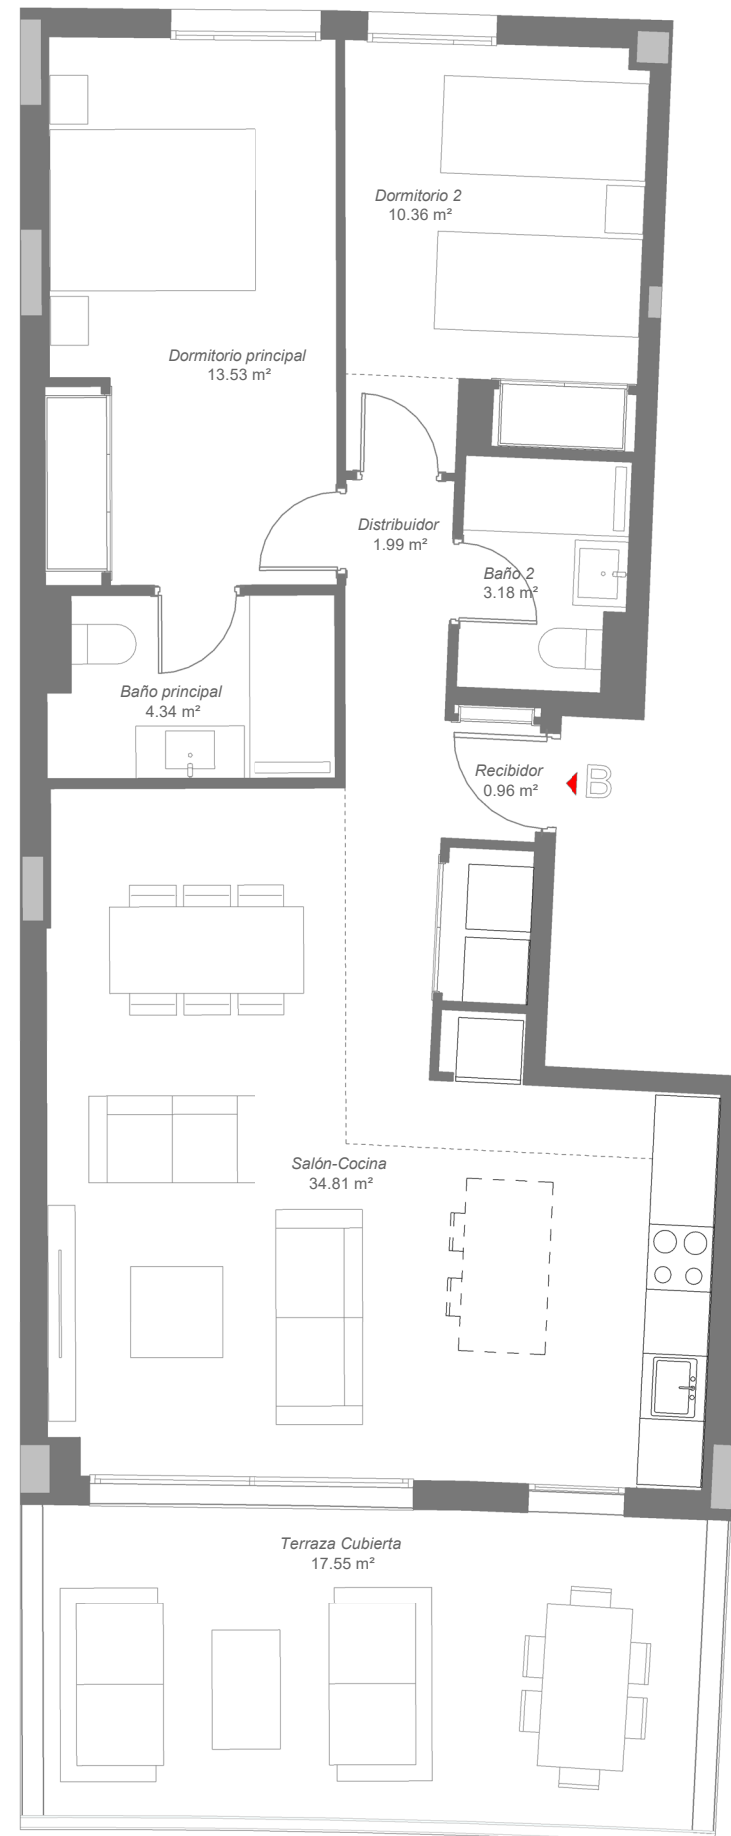 Dormitorio 2
10.36 m²
Dormitorio principal
13.53 m²
Distribuidor
1.99 m²
Baño 2
3.18 m²
Baño principal
4.34 m²
Recibidor
0.96 m²
B
Salón-Cocina
34.81 m²
Terraza Cubierta
17.55 m²